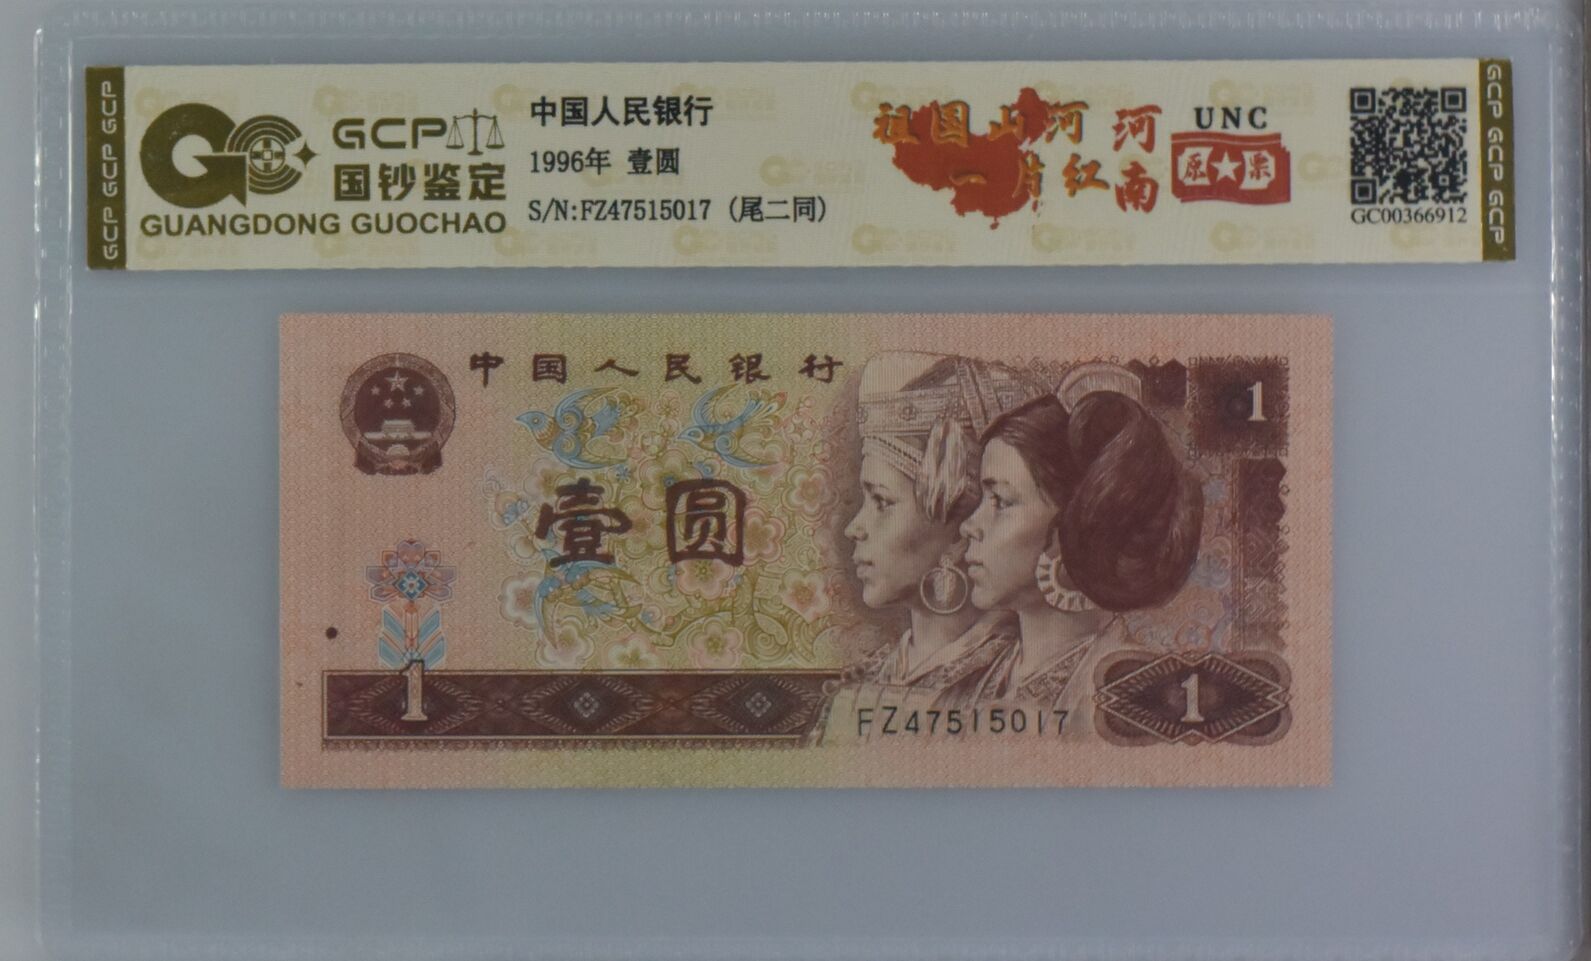 GCP GCP GCP
GCP
国钞鉴定
GUANGDONG GUOCHAO
中国人民银行
1996年 壹圆
S/N:FZ47515017 (尾二同)
祖国山河
一片红
河南
UNC
原票
GC00366912
GCP GCP GCP
中国人民银行
1
壹圆
1
FZ47515017
1